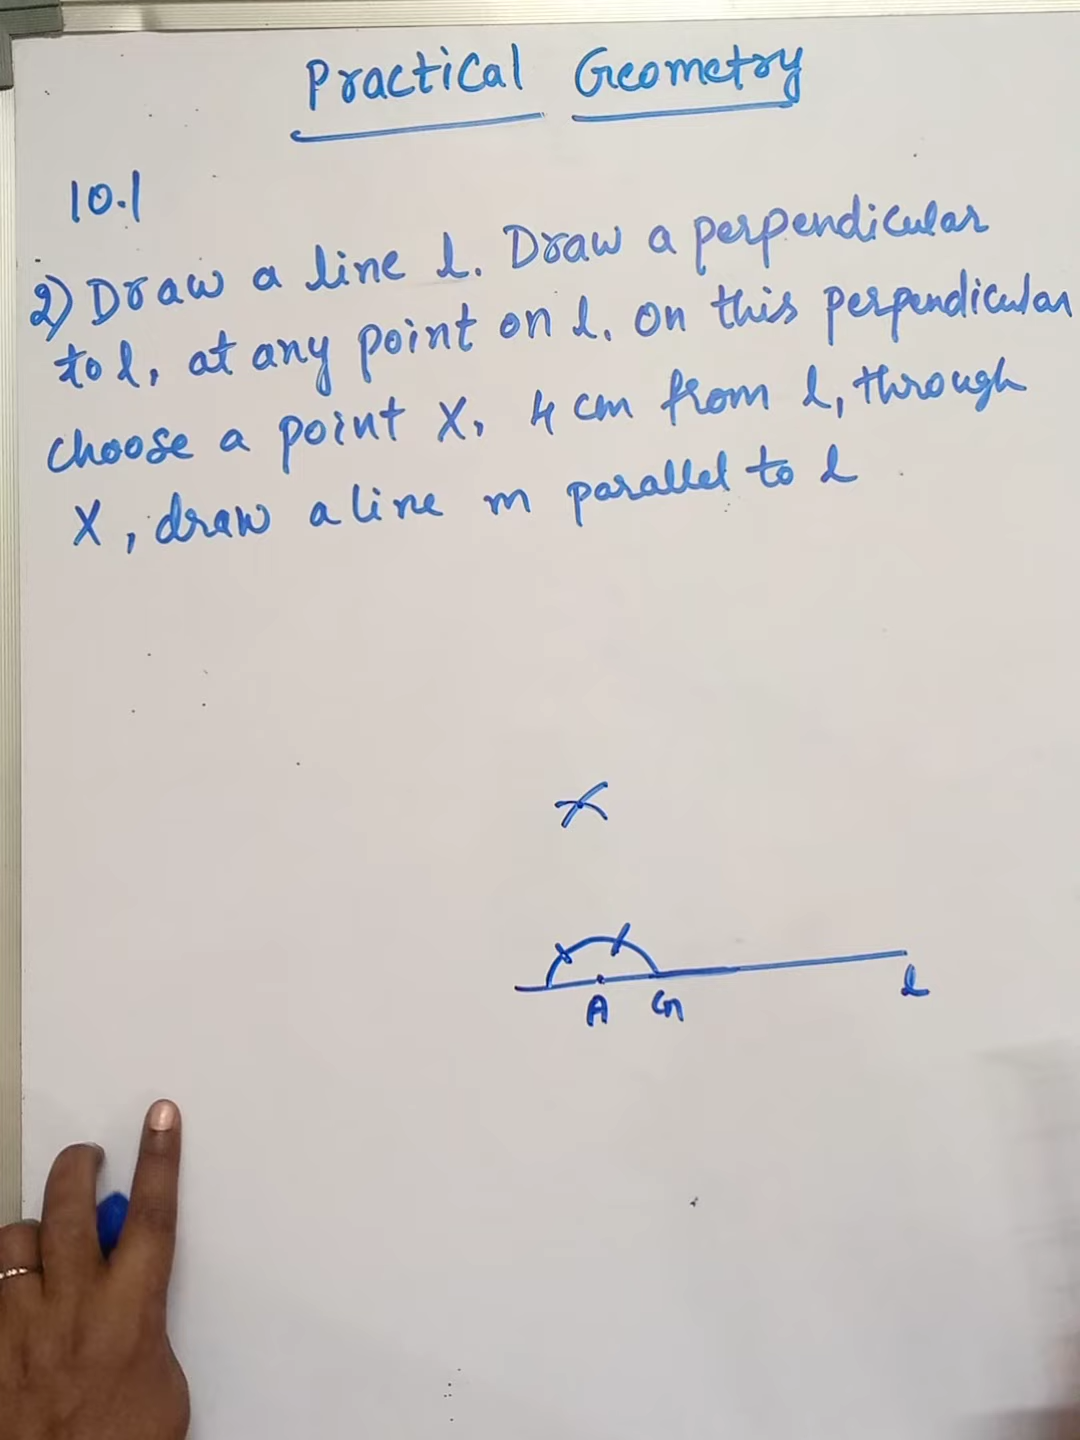 Practical Geometry
10.1
2) Draw a line l. Draw a perpendicular
to l, at any point on l. on this perpendicular
choose a point X, 4 cm from l, through
X, draw a line m parallel to l
A G l